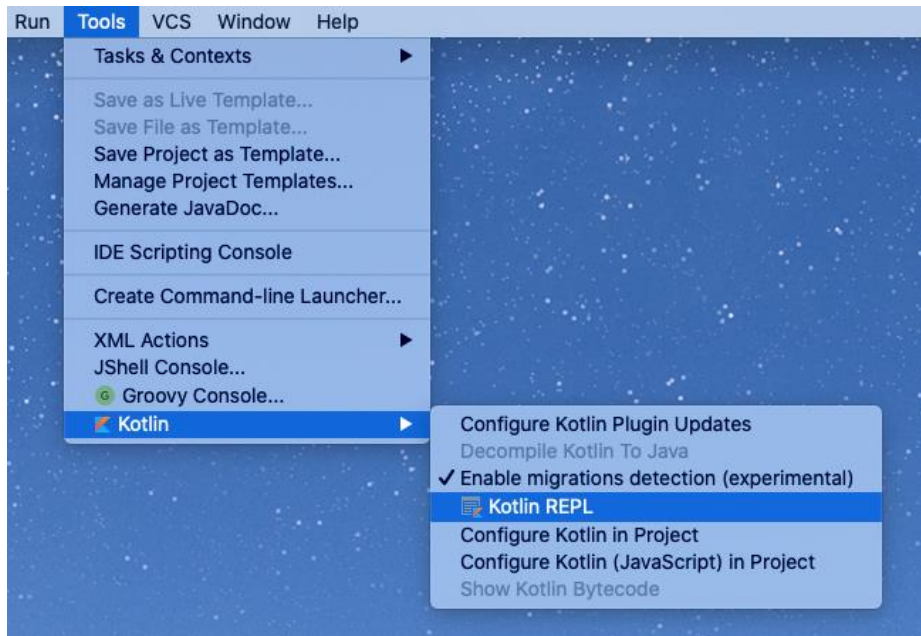 Run Tools VCS Window Help
Tasks & Contexts
Save as Live Template...
Save File as Template...
Save Project as Template...
Manage Project Templates...
Generate JavaDoc...
IDE Scripting Console
Create Command-line Launcher...
XML Actions
JShell Console...
G Groovy Console...
Kotlin
Configure Kotlin Plugin Updates
Decompile Kotlin To Java
✓ Enable migrations detection (experimental)
Kotlin REPL
Configure Kotlin in Project
Configure Kotlin (JavaScript) in Project
Show Kotlin Bytecode